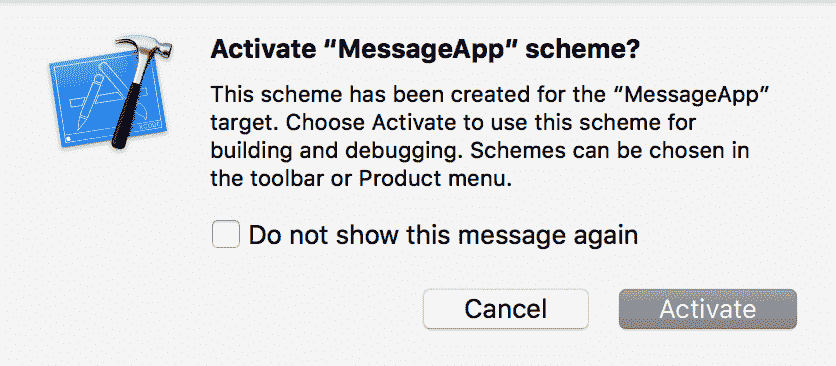 Activate “MessageApp” scheme?
This scheme has been created for the “MessageApp”
target. Choose Activate to use this scheme for
building and debugging. Schemes can be chosen in
the toolbar or Product menu.
Do not show this message again
Cancel
Activate